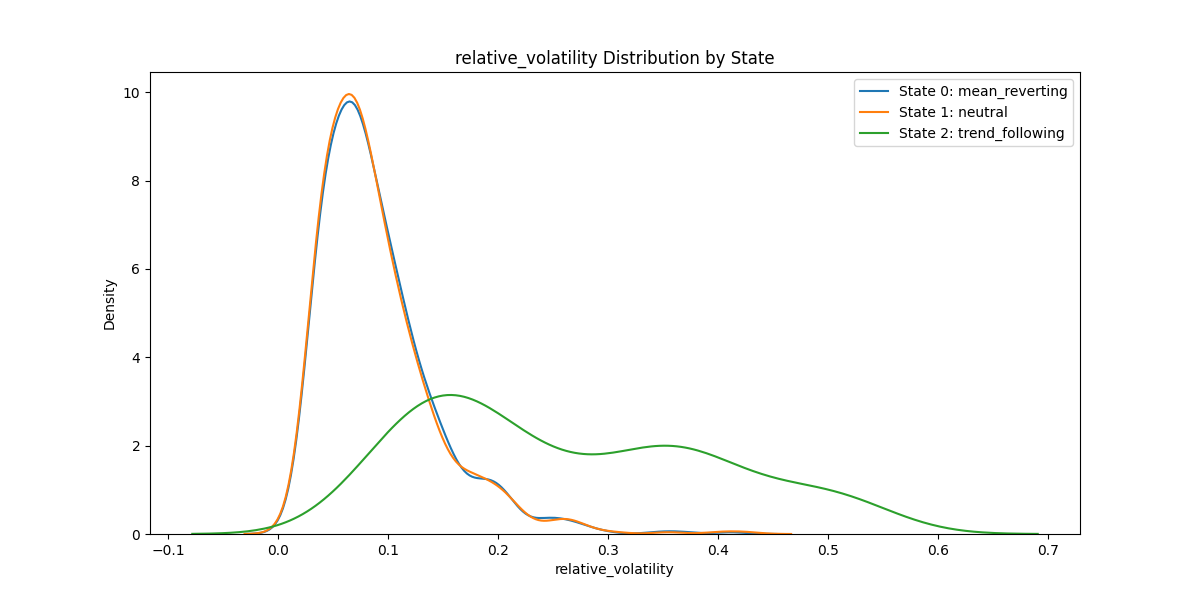 relative_volatility Distribution by State
State 0: mean_reverting
State 1: neutral
State 2: trend_following
Density
10
8
6
4
2
0
−0.1 0.0 0.1 0.2 0.3 0.4 0.5 0.6 0.7
relative_volatility